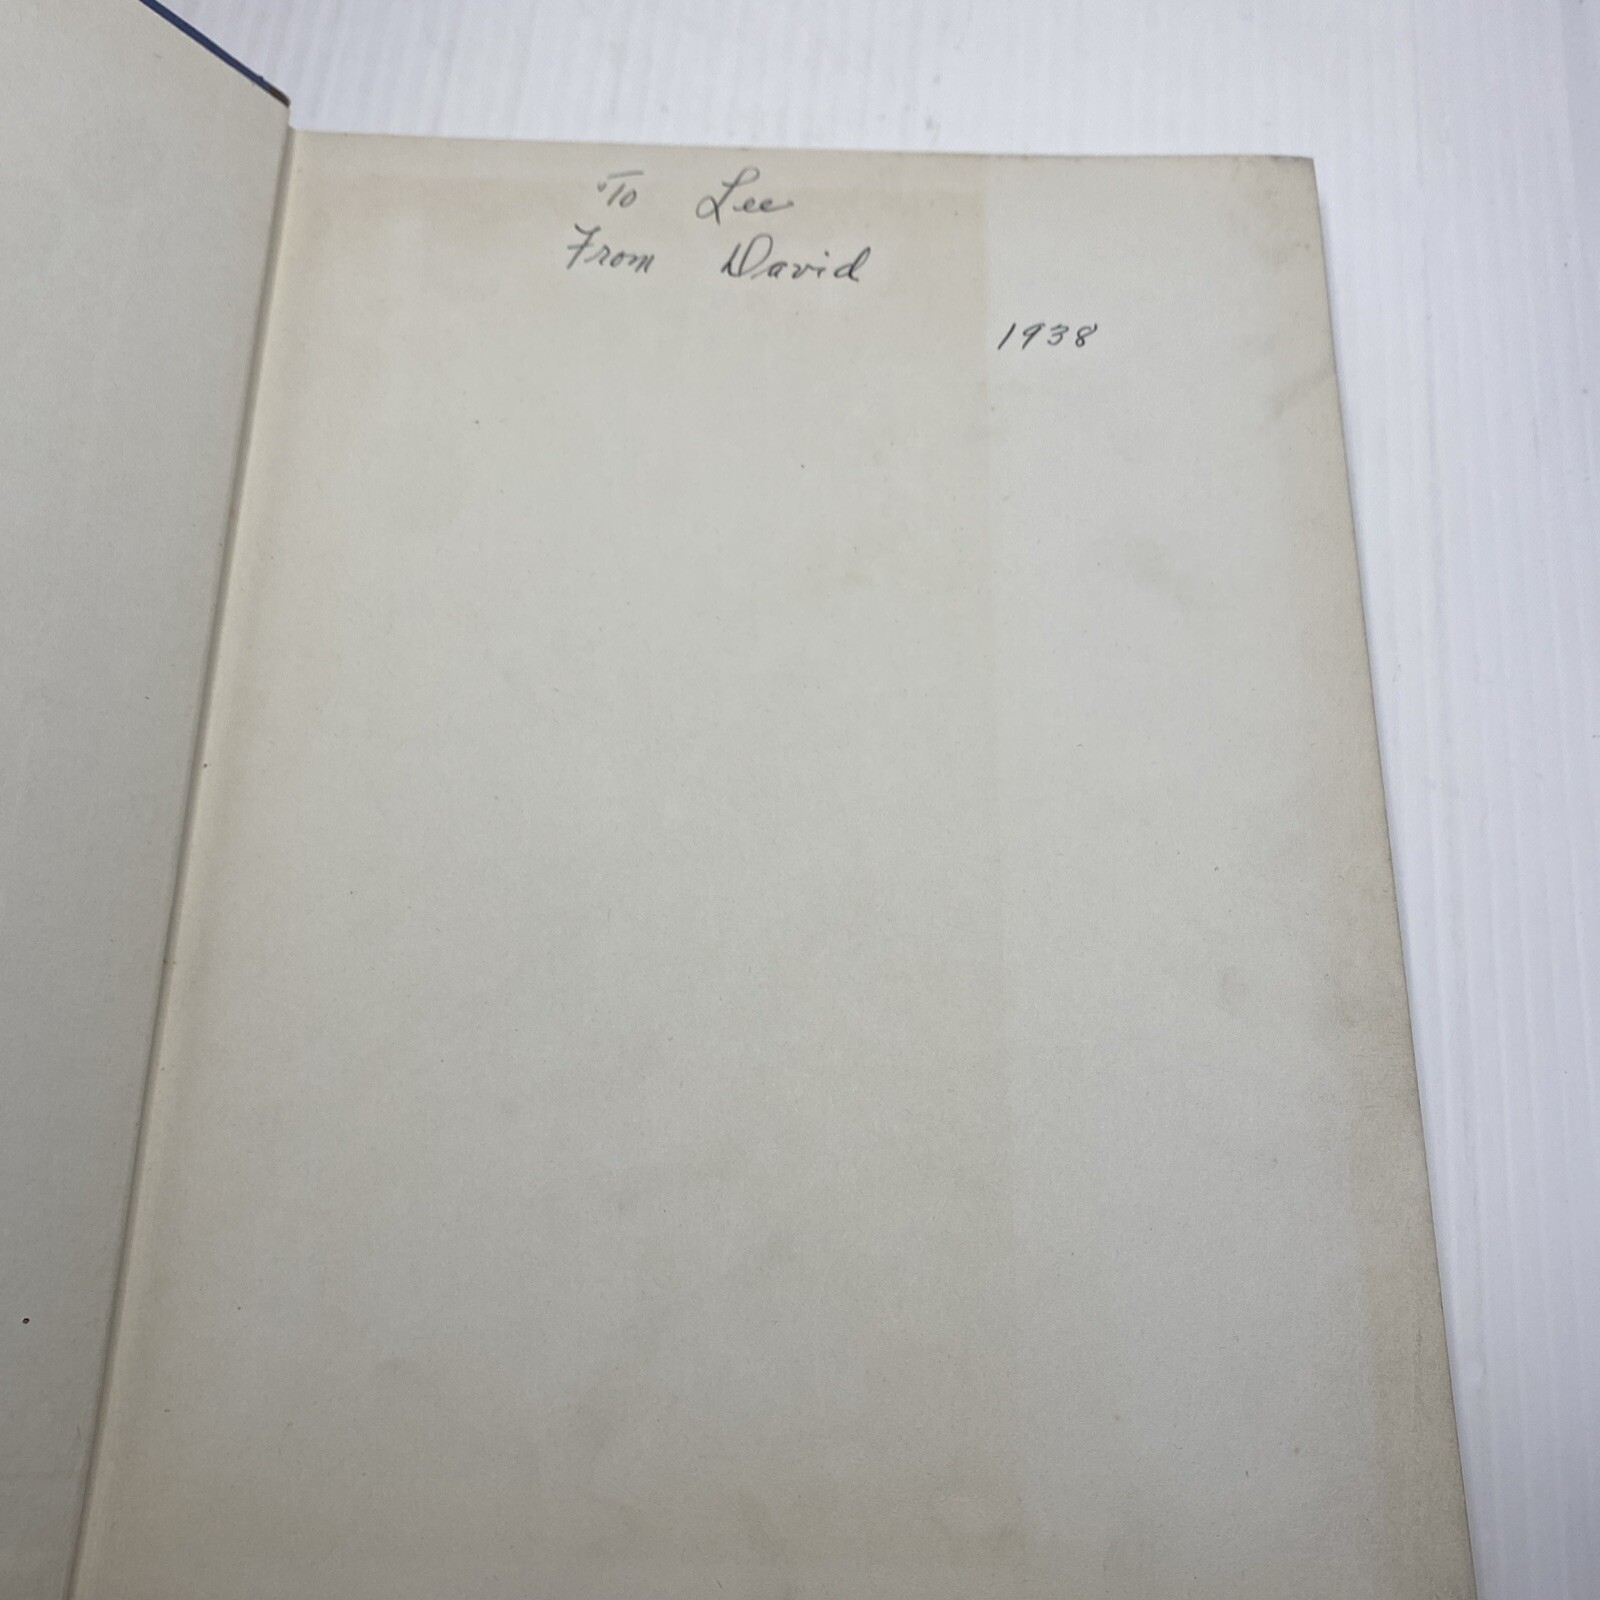 To Lee
From David
1938